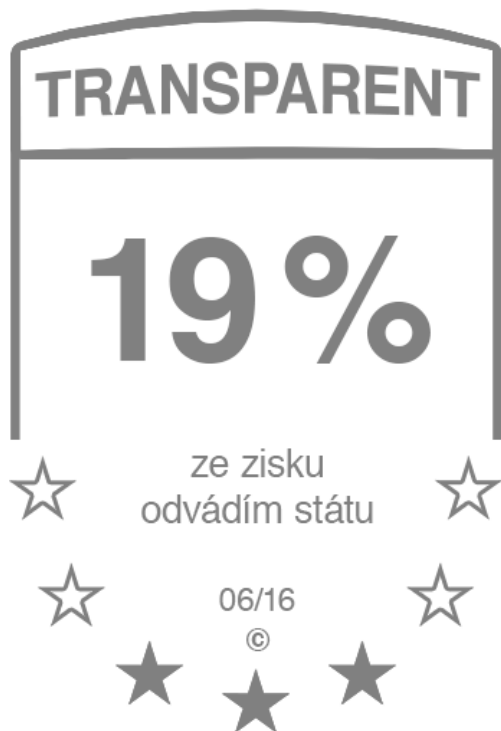 TRANSPARENT
19 %
ze zisku
odvádím státu
06/16
©